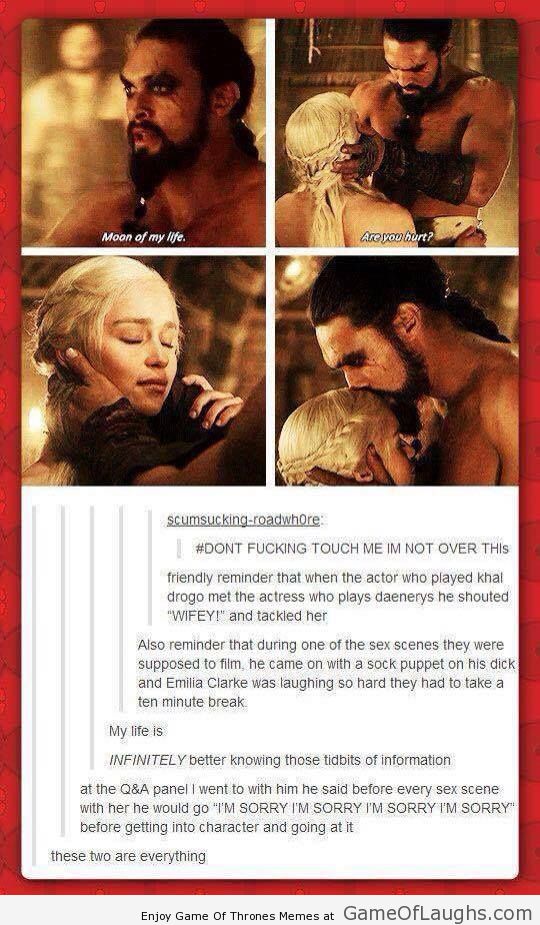 Moon of my life.
Are you hurt?
scumsucking-roadwh0re:
#DONT FUCKING TOUCH ME IM NOT OVER THIs
friendly reminder that when the actor who played khal
drogo met the actress who plays daenerys he shouted
“WIFEY!” and tackled her
Also reminder that during one of the sex scenes they were
supposed to film, he came on with a sock puppet on his dick
and Emilia Clarke was laughing so hard they had to take a
ten minute break.
My life is
INFINITELY better knowing those tidbits of information
at the Q&A panel I went to with him he said before every sex scene
with her he would go “I’M SORRY I’M SORRY I’M SORRY I’M SORRY”
before getting into character and going at it
these two are everything
Enjoy Game Of Thrones Memes at GameOfLaughs.com